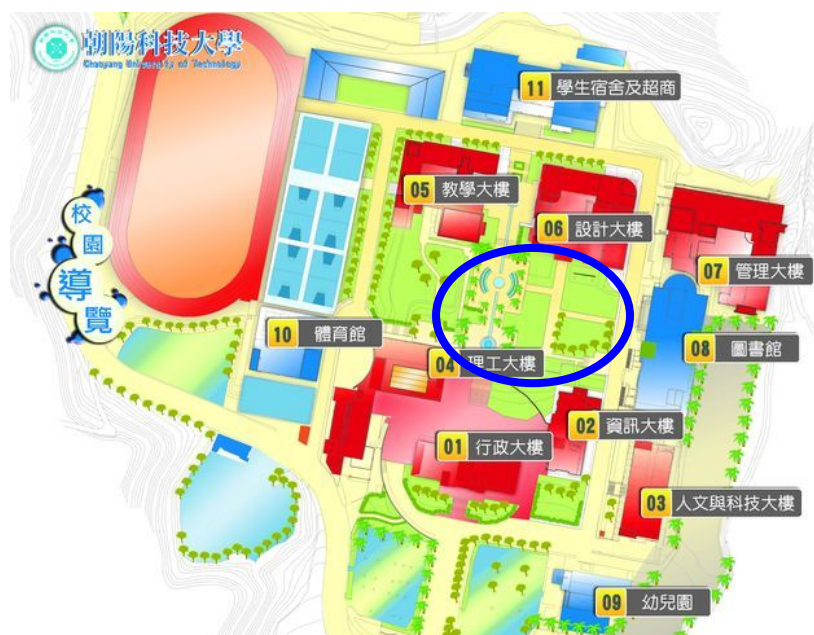 朝陽科技大學
Chaoyang University of Technology
11 學生宿舍及超商
05 教學大樓
06 設計大樓
校園導覽
07 管理大樓
10 體育館
08 圖書館
04 理工大樓
02 資訊大樓
01 行政大樓
03 人文與科技大樓
09 幼兒園